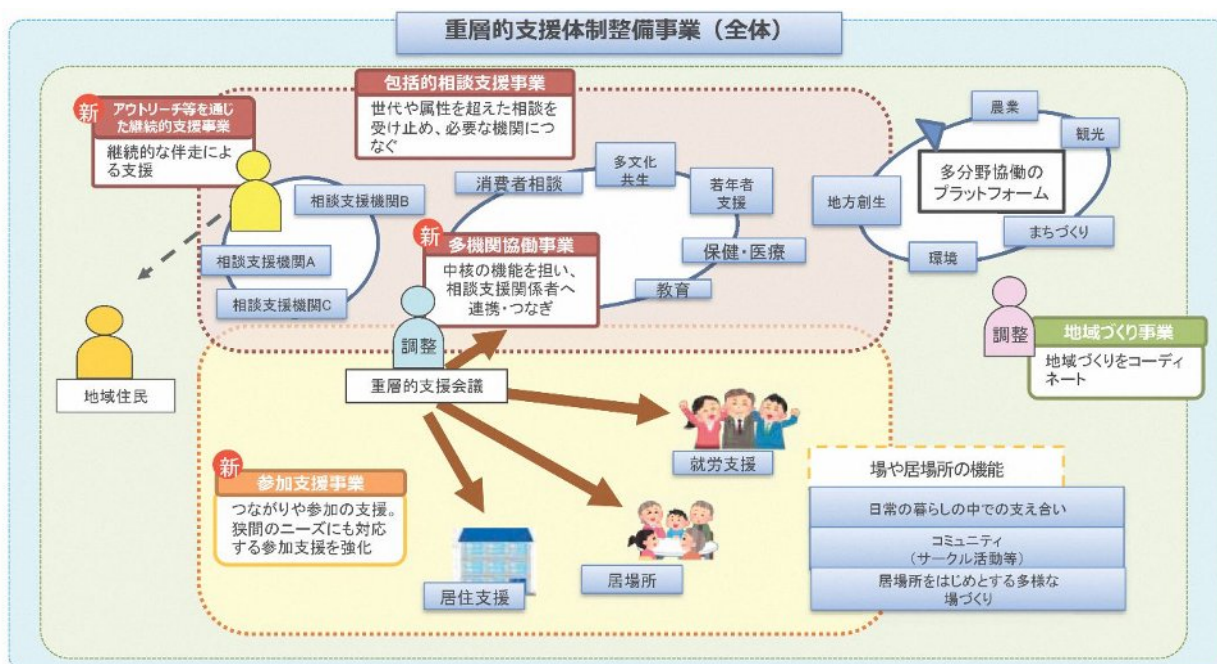 重層的支援体制整備事業（全体）
新
アウトリーチ等を通じ
た継続的支援事業
継続的な伴走によ
る支援
包括的相談支援事業
世代や属性を超えた相談を
受け止め、必要な機関につ
なぐ
相談支援機関B
相談支援機関A
相談支援機関C
消費者相談
多文化
共生
若年者
支援
保健・医療
教育
新
多機関協働事業
中核の機能を担い、
相談支援関係者へ
連携・つなぎ
農業
観光
多分野協働の
プラットフォーム
地方創生
まちづくり
環境
調整
地域づくり事業
地域づくりをコーディ
ネート
地域住民
調整
重層的支援会議
新
参加支援事業
つながりや参加の支援。
狭間のニーズにも対応
する参加支援を強化
就労支援
居場所
居住支援
場や居場所の機能
日常の暮らしの中での支え合い
コミュニティ
（サークル活動等）
居場所をはじめとする多様な
場づくり